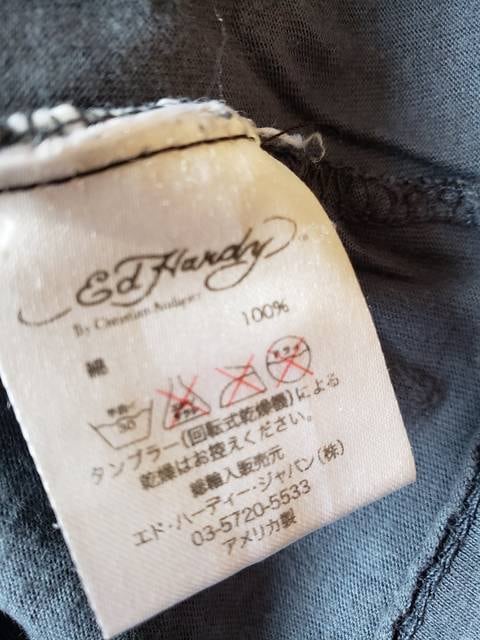 Ed Hardy
By Christian Audigier
綿 100%
30
タンブラー(回転式乾燥機)による
乾燥はお控えください。
総輸入販売元
エド・ハーディー・ジャパン(株)
03-5720-5533
アメリカ製